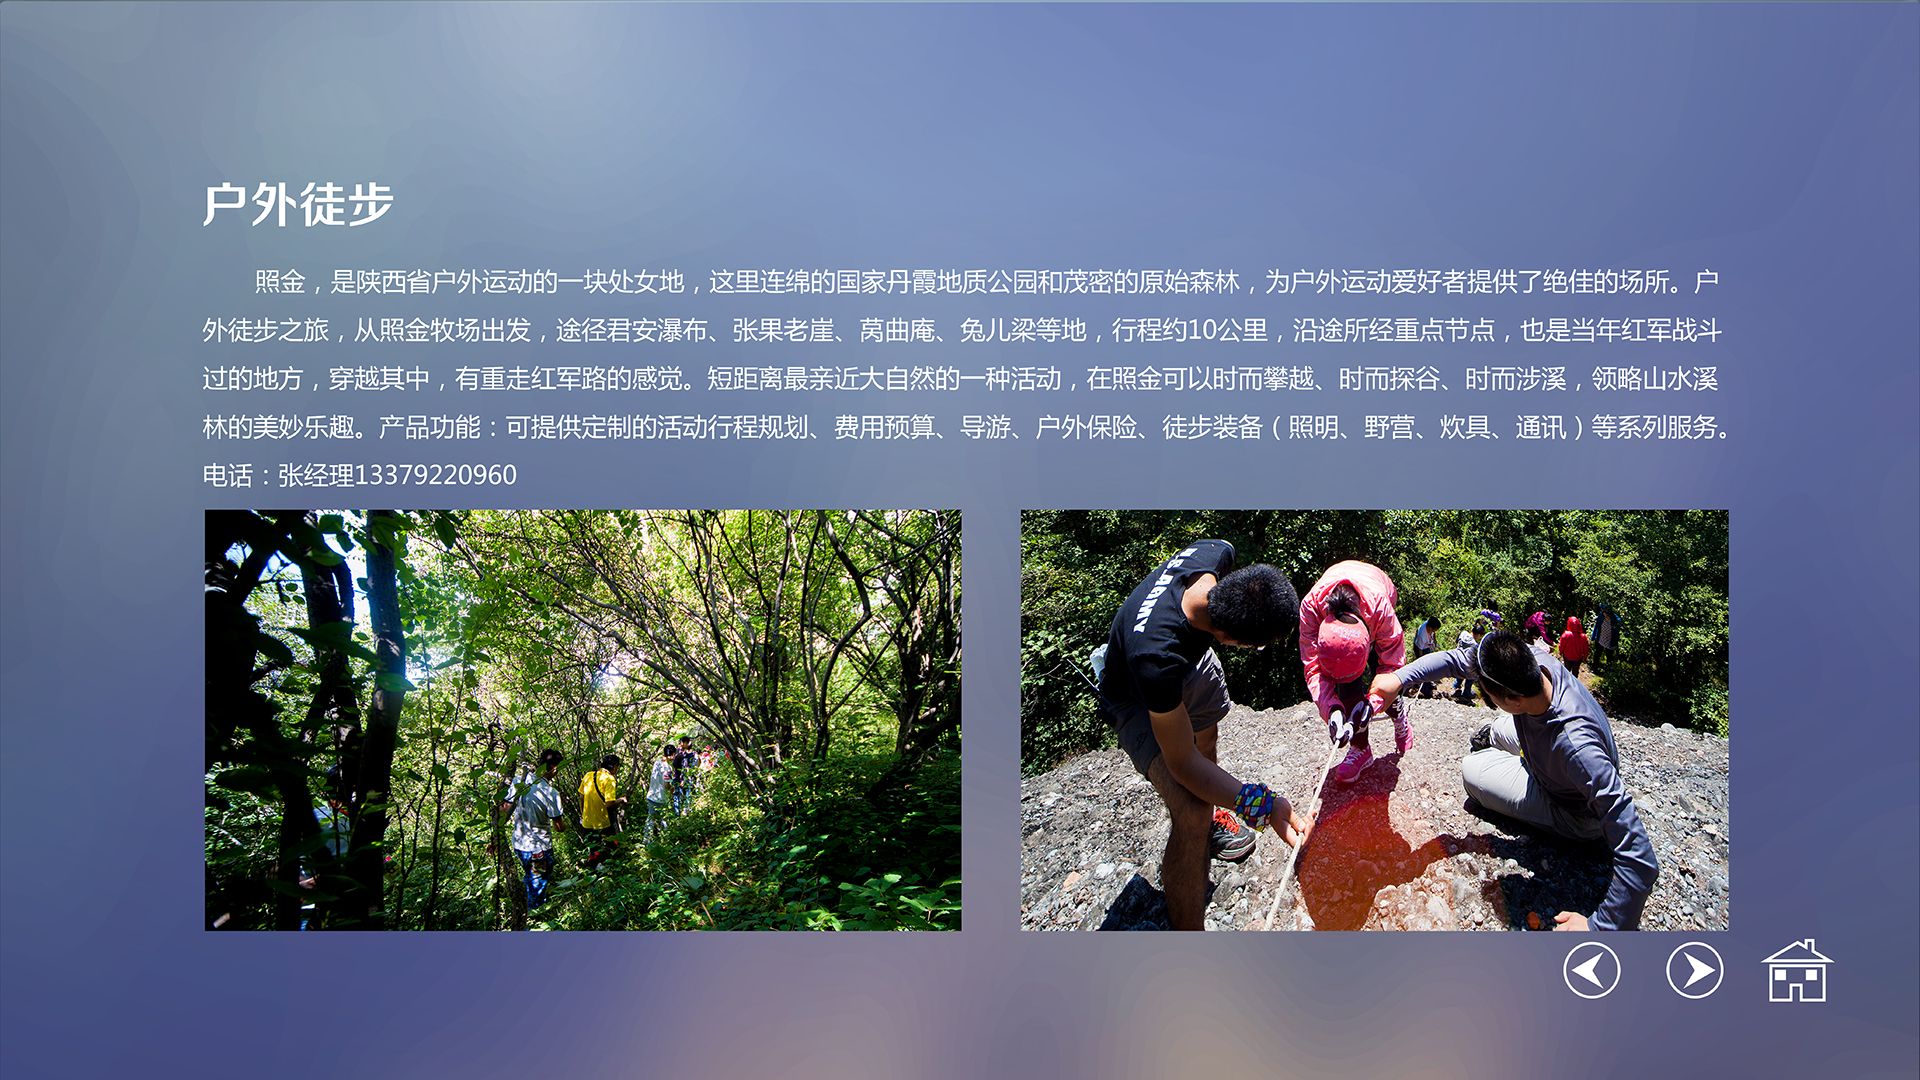 户外徒步
照金，是陕西省户外运动的一块处女地，这里连绵的国家丹霞地质公园和茂密的原始森林，为户外运动爱好者提供了绝佳的场所。户
外徒步之旅，从照金牧场出发，途径君安瀑布、张果老崖、莴曲庵、兔儿梁等地，行程约10公里，沿途所经重点节点，也是当年红军战斗
过的地方，穿越其中，有重走红军路的感觉。短距离最亲近大自然的一种活动，在照金可以时而攀越、时而探谷、时而涉溪，领略山水溪
林的美妙乐趣。产品功能：可提供定制的活动行程规划、费用预算、导游、户外保险、徒步装备（照明、野营、炊具、通讯）等系列服务。
电话：张经理13379220960
U.S.ARMY